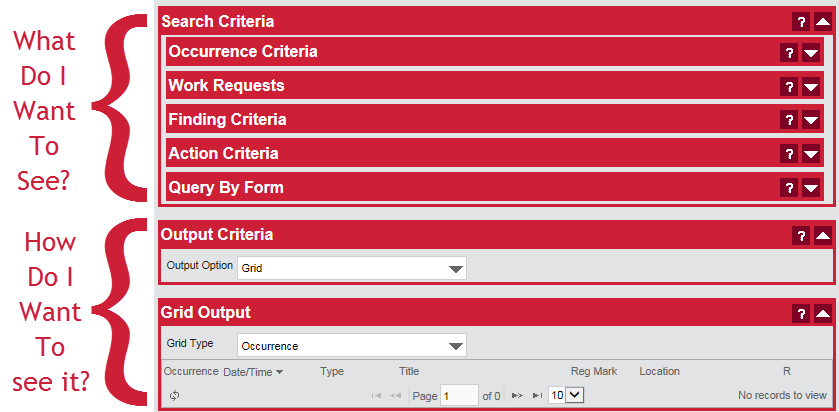 What
Do I
Want
To
See?
Search Criteria ?
Occurrence Criteria ?
Work Requests ?
Finding Criteria ?
Action Criteria ?
Query By Form ?
How
Do I
Want
To
see it?
Output Criteria ?
Output Option Grid
Grid Output ?
Grid Type Occurrence
Occurrence Date/Time Type Title Reg Mark Location R
Page 1 of 0 10 No records to view